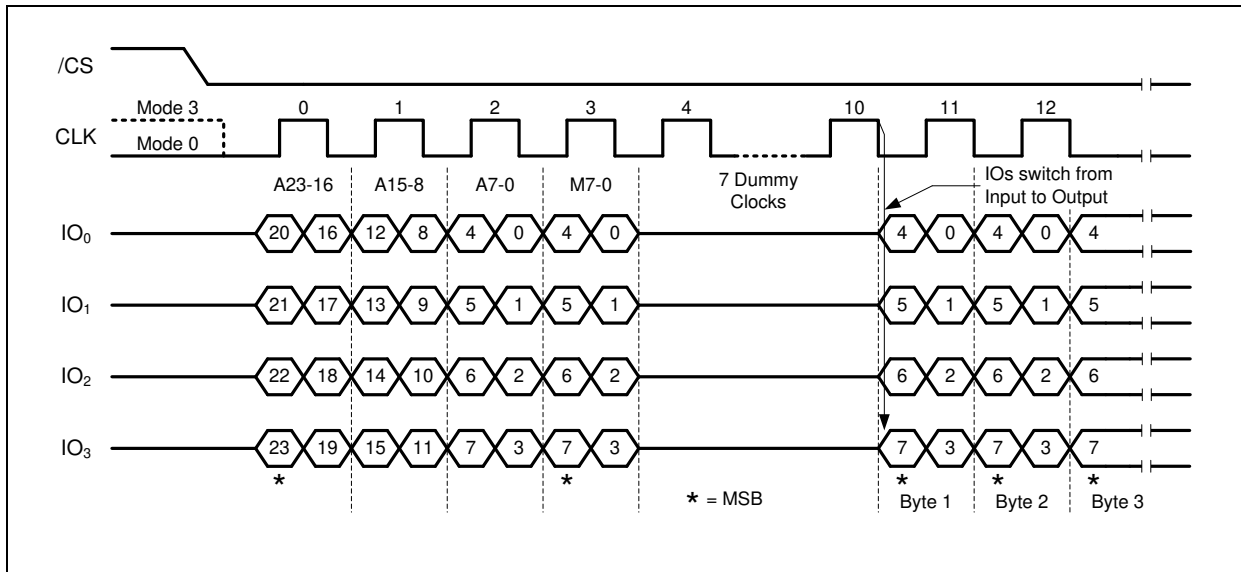 /CS
Mode 3 0 1 2 3 4 10 11 12
CLK
Mode 0
A23-16 A15-8 A7-0 M7-0 7 Dummy IOs switch from
Clocks Input to Output
IO₀ 20 16 12 8 4 0 4 0 4 0 4 0 4
IO₁ 21 17 13 9 5 1 5 1 5 1 5 1 5
IO₂ 22 18 14 10 6 2 6 2 6 2 6 2 6
IO₃ 23 19 15 11 7 3 7 3 7 3 7 3 7
* * * * *
* = MSB Byte 1 Byte 2 Byte 3